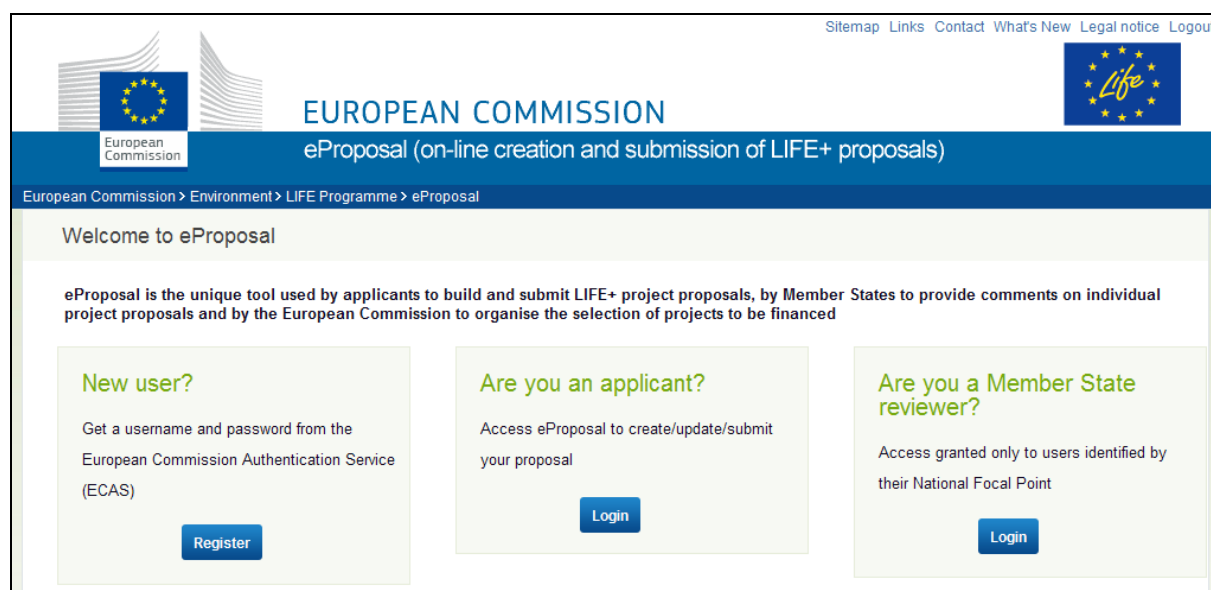 Sitemap Links Contact What's New Legal notice Logou
Life
EUROPEAN COMMISSION
European
Commission
eProposal (on-line creation and submission of LIFE+ proposals)
European Commission > Environment > LIFE Programme > eProposal
Welcome to eProposal
eProposal is the unique tool used by applicants to build and submit LIFE+ project proposals, by Member States to provide comments on individual
project proposals and by the European Commission to organise the selection of projects to be financed
New user?
Get a username and password from the
European Commission Authentication Service
(ECAS)
Register
Are you an applicant?
Access eProposal to create/update/submit
your proposal
Login
Are you a Member State
reviewer?
Access granted only to users identified by
their National Focal Point
Login